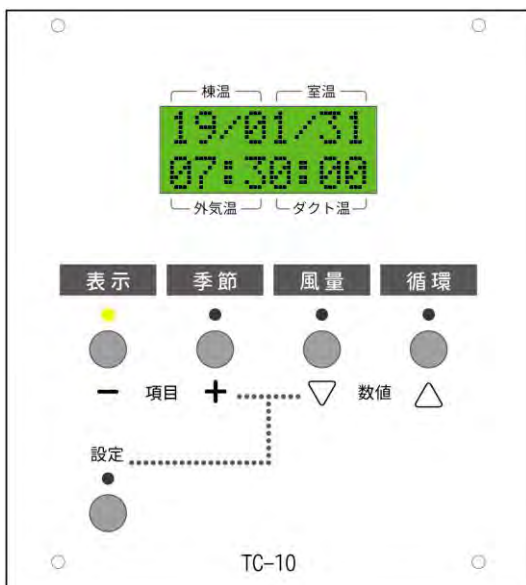 棟温 室温
19/01/31
07:30:00
外気温 ダクト温
表示 季節 風量 循環
− 項目 + ▽ 数値 △
設定
TC-10